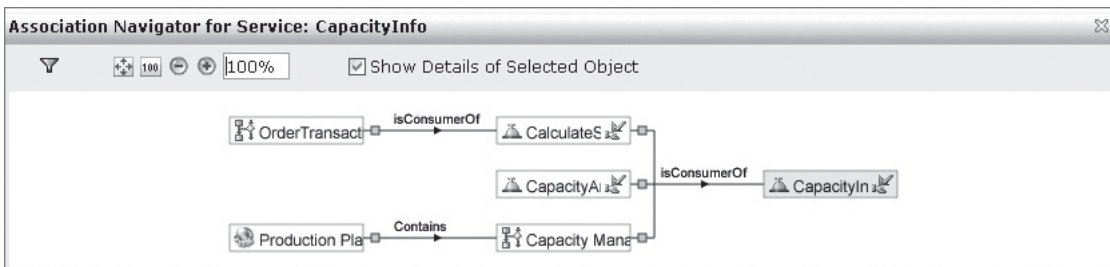 Association Navigator for Service: CapacityInfo
100 100% Show Details of Selected Object
OrderTransact isConsumerOf CalculateS
CapacityA isConsumerOf CapacityIn
Production Pla Contains Capacity Mana